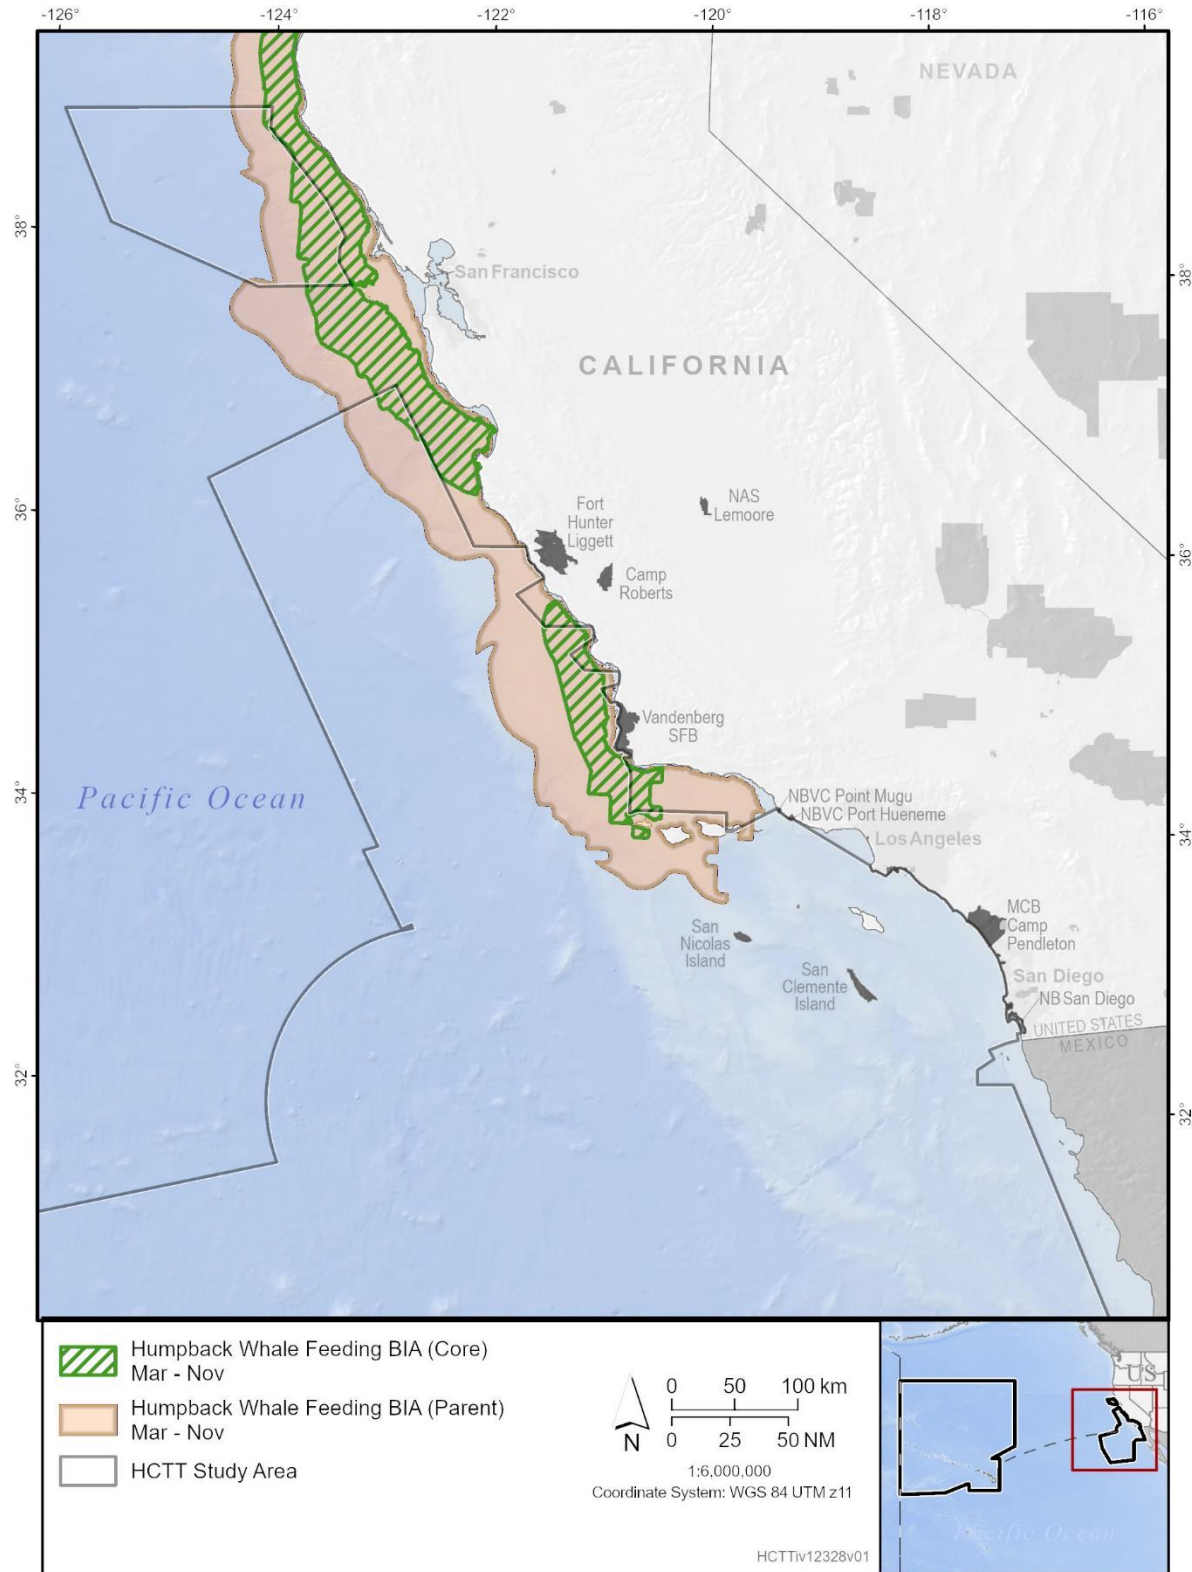 -126° -124° -122° -120° -118° -116°
NEVADA
38°
San Francisco
38°
CALIFORNIA
36°
NAS
Lemoore
Fort
Hunter
Liggett
36°
Camp
Roberts
Vandenberg
SFB
34°
Pacific Ocean
NBVC Point Mugu
NBVC Port Hueneme
34°
Los Angeles
MCB
Camp
Pendleton
San
Nicolas
Island
San
Clemente
Island
San Diego
NB San Diego
UNITED STATES
MEXICO
32°
32°
Humpback Whale Feeding BIA (Core)
Mar - Nov
Humpback Whale Feeding BIA (Parent)
Mar - Nov
HCTT Study Area
N
0 50 100 km
0 25 50 NM
1:6,000,000
Coordinate System: WGS 84 UTM z11
HCTTiv12328v01
US
Pacific Ocean